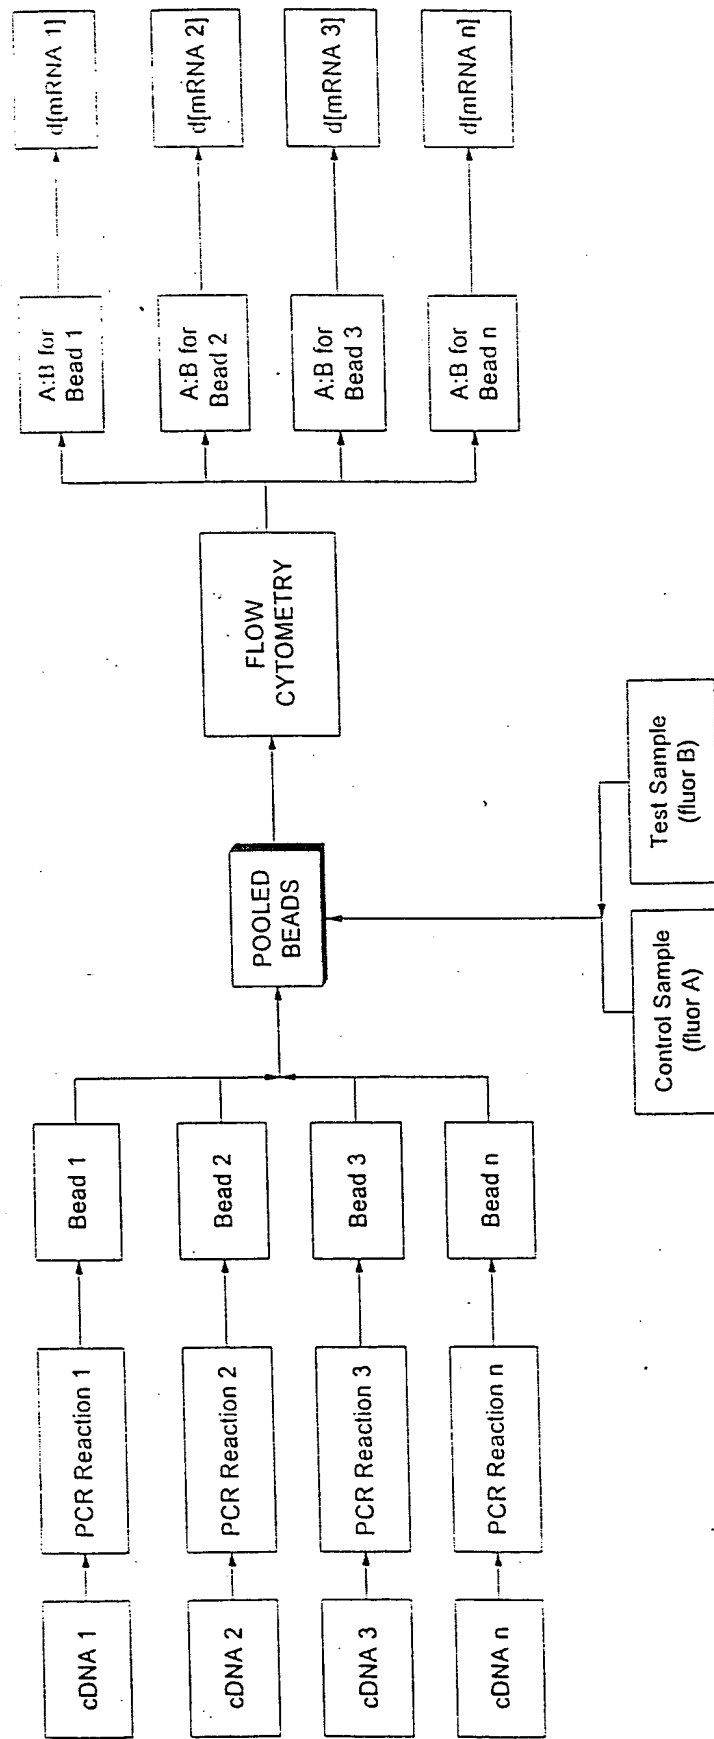 cDNA 1
PCR Reaction 1
Bead 1
cDNA 2
PCR Reaction 2
Bead 2
cDNA 3
PCR Reaction 3
Bead 3
cDNA n
PCR Reaction n
Bead n
POOLED
BEADS
Control Sample
(fluor A)
Test Sample
(fluor B)
FLOW
CYTOMETRY
A:B for
Bead 1
d[mRNA 1]
A:B for
Bead 2
d[mRNA 2]
A:B for
Bead 3
d[mRNA 3]
A:B for
Bead n
d[mRNA n]